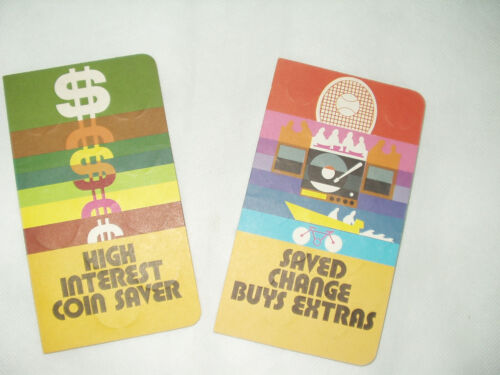 $
$
$
$
HIGH
INTEREST
COIN SAVER
SAVED
CHANGE
BUYS EXTRAS